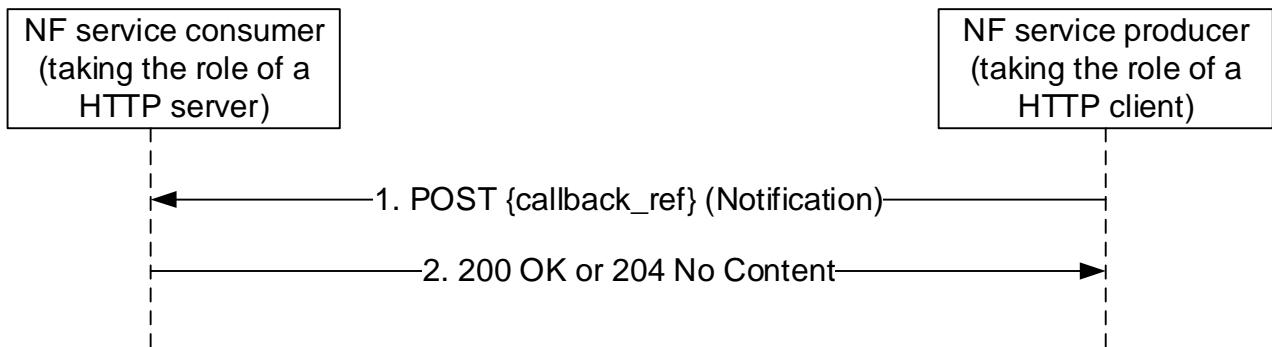 NF service consumer
(taking the role of a
HTTP server)
NF service producer
(taking the role of a
HTTP client)
1. POST {callback_ref} (Notification)
2. 200 OK or 204 No Content